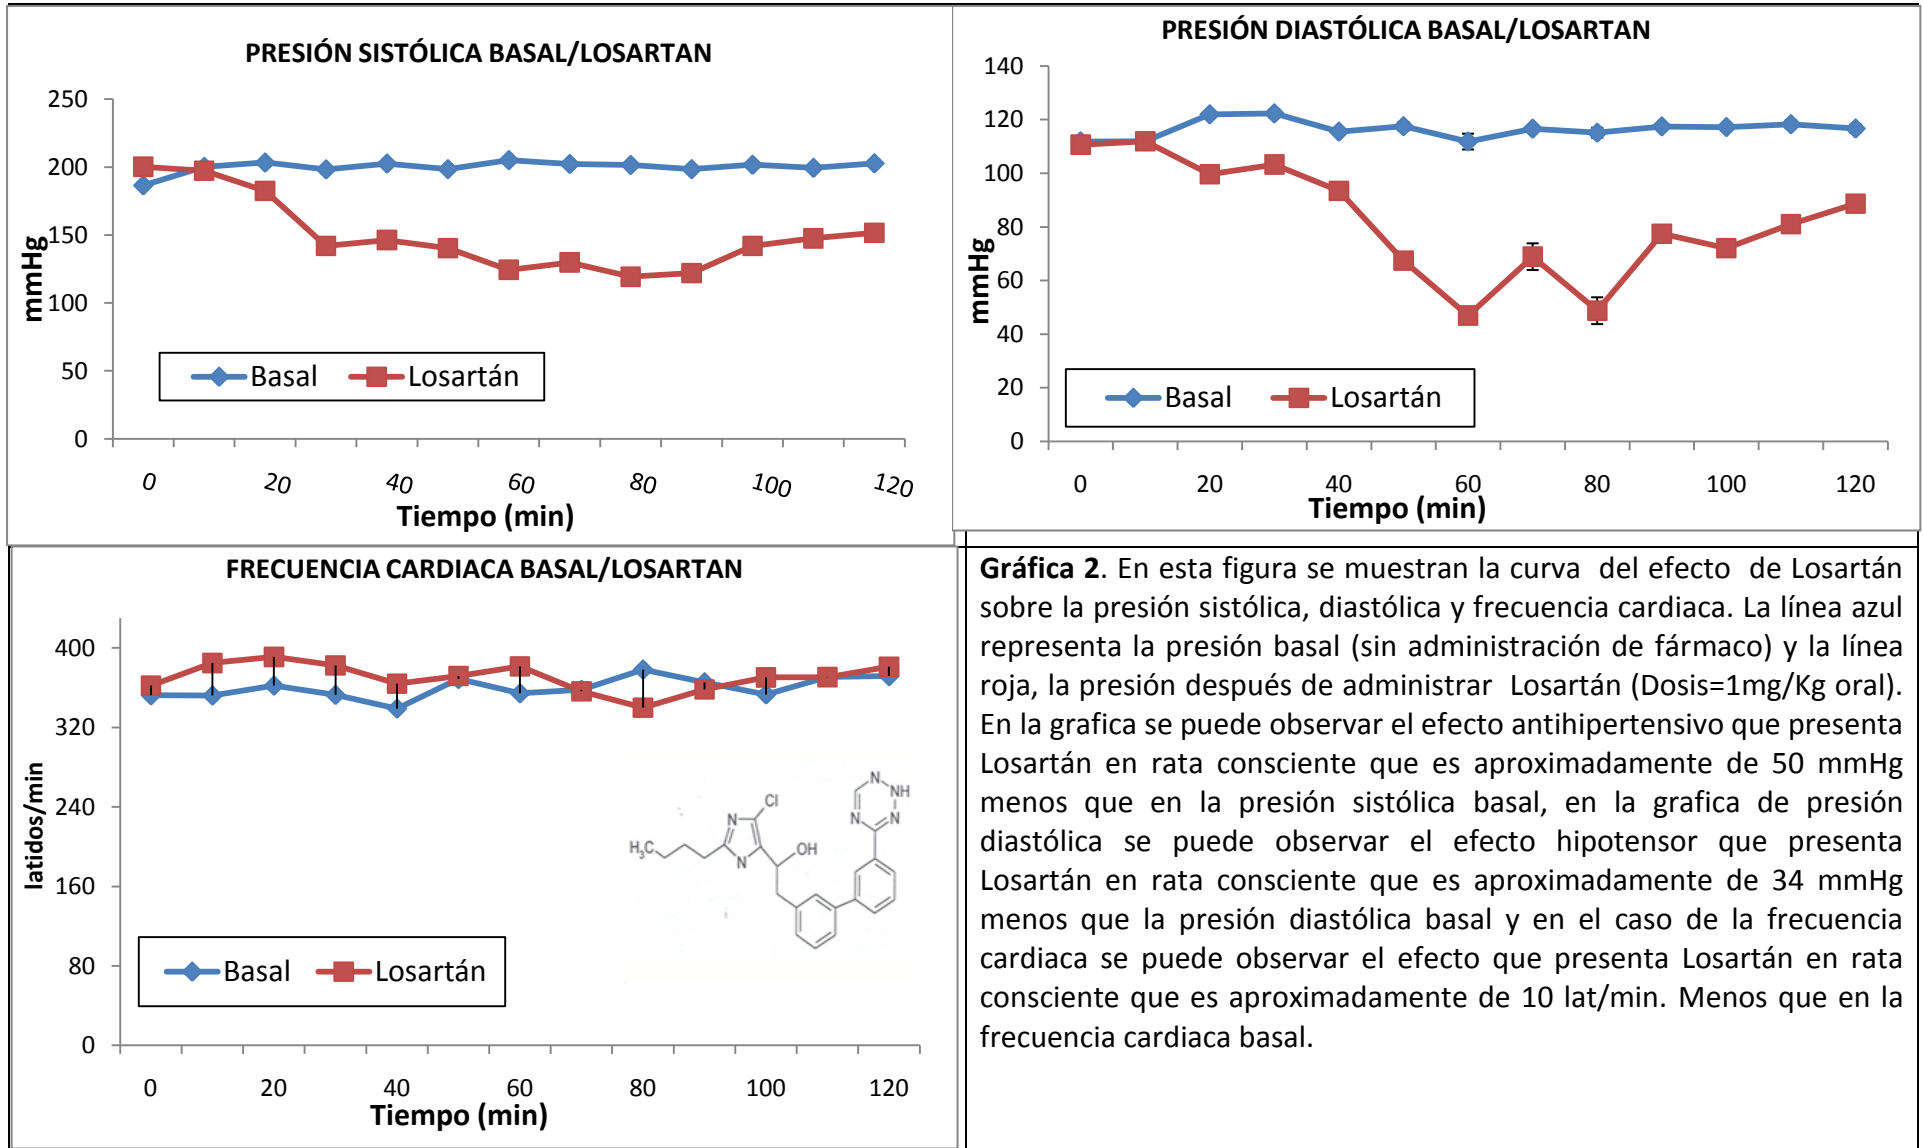 PRESIÓN SISTÓLICA BASAL/LOSARTAN
250
200
150
100
50
0
mmHg
Basal Losartán
0 20 40 60 80 100 120
Tiempo (min)
PRESIÓN DIASTÓLICA BASAL/LOSARTAN
140
120
100
80
60
40
20
0
mmHg
Basal Losartán
0 20 40 60 80 100 120
Tiempo (min)
FRECUENCIA CARDIACA BASAL/LOSARTAN
400
320
240
160
80
0
latidos/min
Basal Losartán
0 20 40 60 80 100 120
Tiempo (min)
N
NH
N
N
Cl
N
N
OH
H₃C
Gráfica 2. En esta figura se muestran la curva del efecto de Losartán
sobre la presión sistólica, diastólica y frecuencia cardiaca. La línea azul
representa la presión basal (sin administración de fármaco) y la línea
roja, la presión después de administrar Losartán (Dosis=1mg/Kg oral).
En la grafica se puede observar el efecto antihipertensivo que presenta
Losartán en rata consciente que es aproximadamente de 50 mmHg
menos que en la presión sistólica basal, en la grafica de presión
diastólica se puede observar el efecto hipotensor que presenta
Losartán en rata consciente que es aproximadamente de 34 mmHg
menos que la presión diastólica basal y en el caso de la frecuencia
cardiaca se puede observar el efecto que presenta Losartán en rata
consciente que es aproximadamente de 10 lat/min. Menos que en la
frecuencia cardiaca basal.